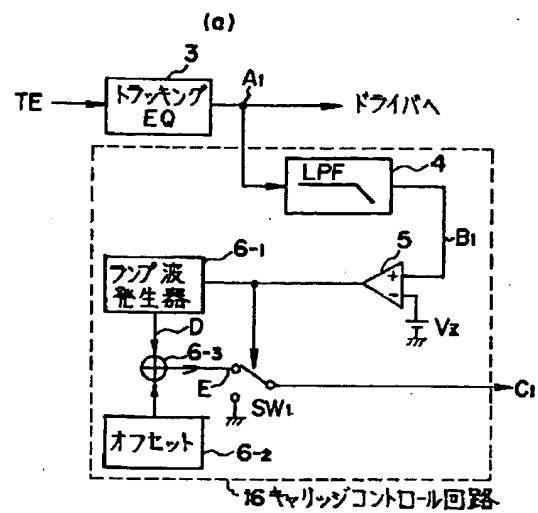 (a)
3
TE
トラッキング
EQ
A1
ドライバへ
LPF
4
B1
5
6-1
ランプ波
発生器
+
-
Vz
D
6-3
E
SW1
C1
オフセット
6-2
16キャリッジコントロール回路